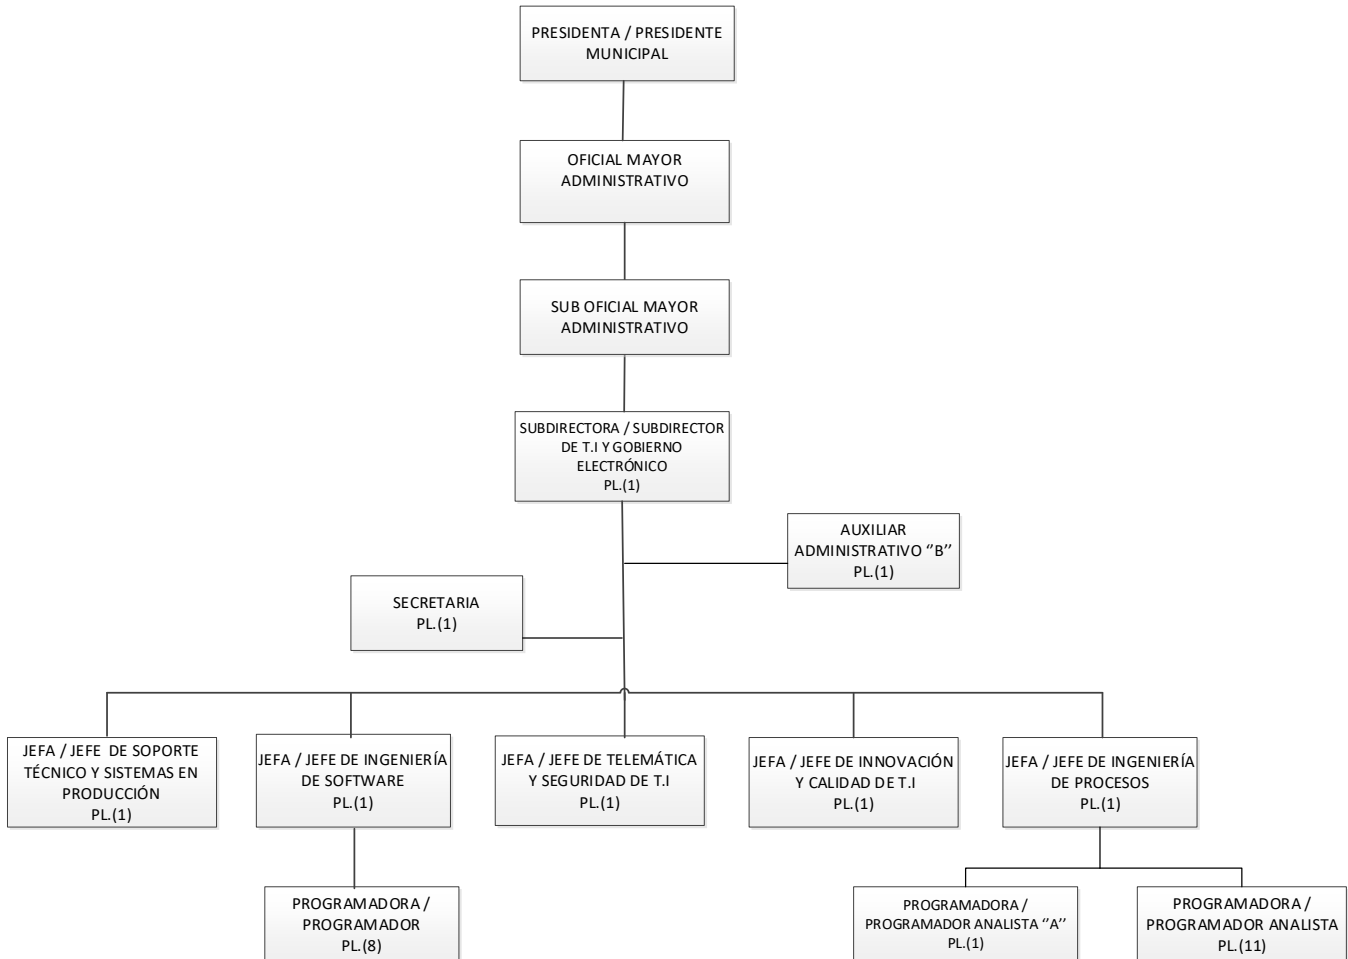 PRESIDENTA / PRESIDENTE
MUNICIPAL
OFICIAL MAYOR
ADMINISTRATIVO
SUB OFICIAL MAYOR
ADMINISTRATIVO
SUBDIRECTORA / SUBDIRECTOR
DE T.I Y GOBIERNO
ELECTRÓNICO
PL.(1)
AUXILIAR
ADMINISTRATIVO ‘’B’’
PL.(1)
SECRETARIA
PL.(1)
JEFA / JEFE DE SOPORTE
TÉCNICO Y SISTEMAS EN
PRODUCCIÓN
PL.(1)
JEFA / JEFE DE INGENIERÍA
DE SOFTWARE
PL.(1)
JEFA / JEFE DE TELEMÁTICA
Y SEGURIDAD DE T.I
PL.(1)
JEFA / JEFE DE INNOVACIÓN
Y CALIDAD DE T.I
PL.(1)
JEFA / JEFE DE INGENIERÍA
DE PROCESOS
PL.(1)
PROGRAMADORA /
PROGRAMADOR
PL.(8)
PROGRAMADORA /
PROGRAMADOR ANALISTA ‘’A’’
PL.(1)
PROGRAMADORA /
PROGRAMADOR ANALISTA
PL.(11)